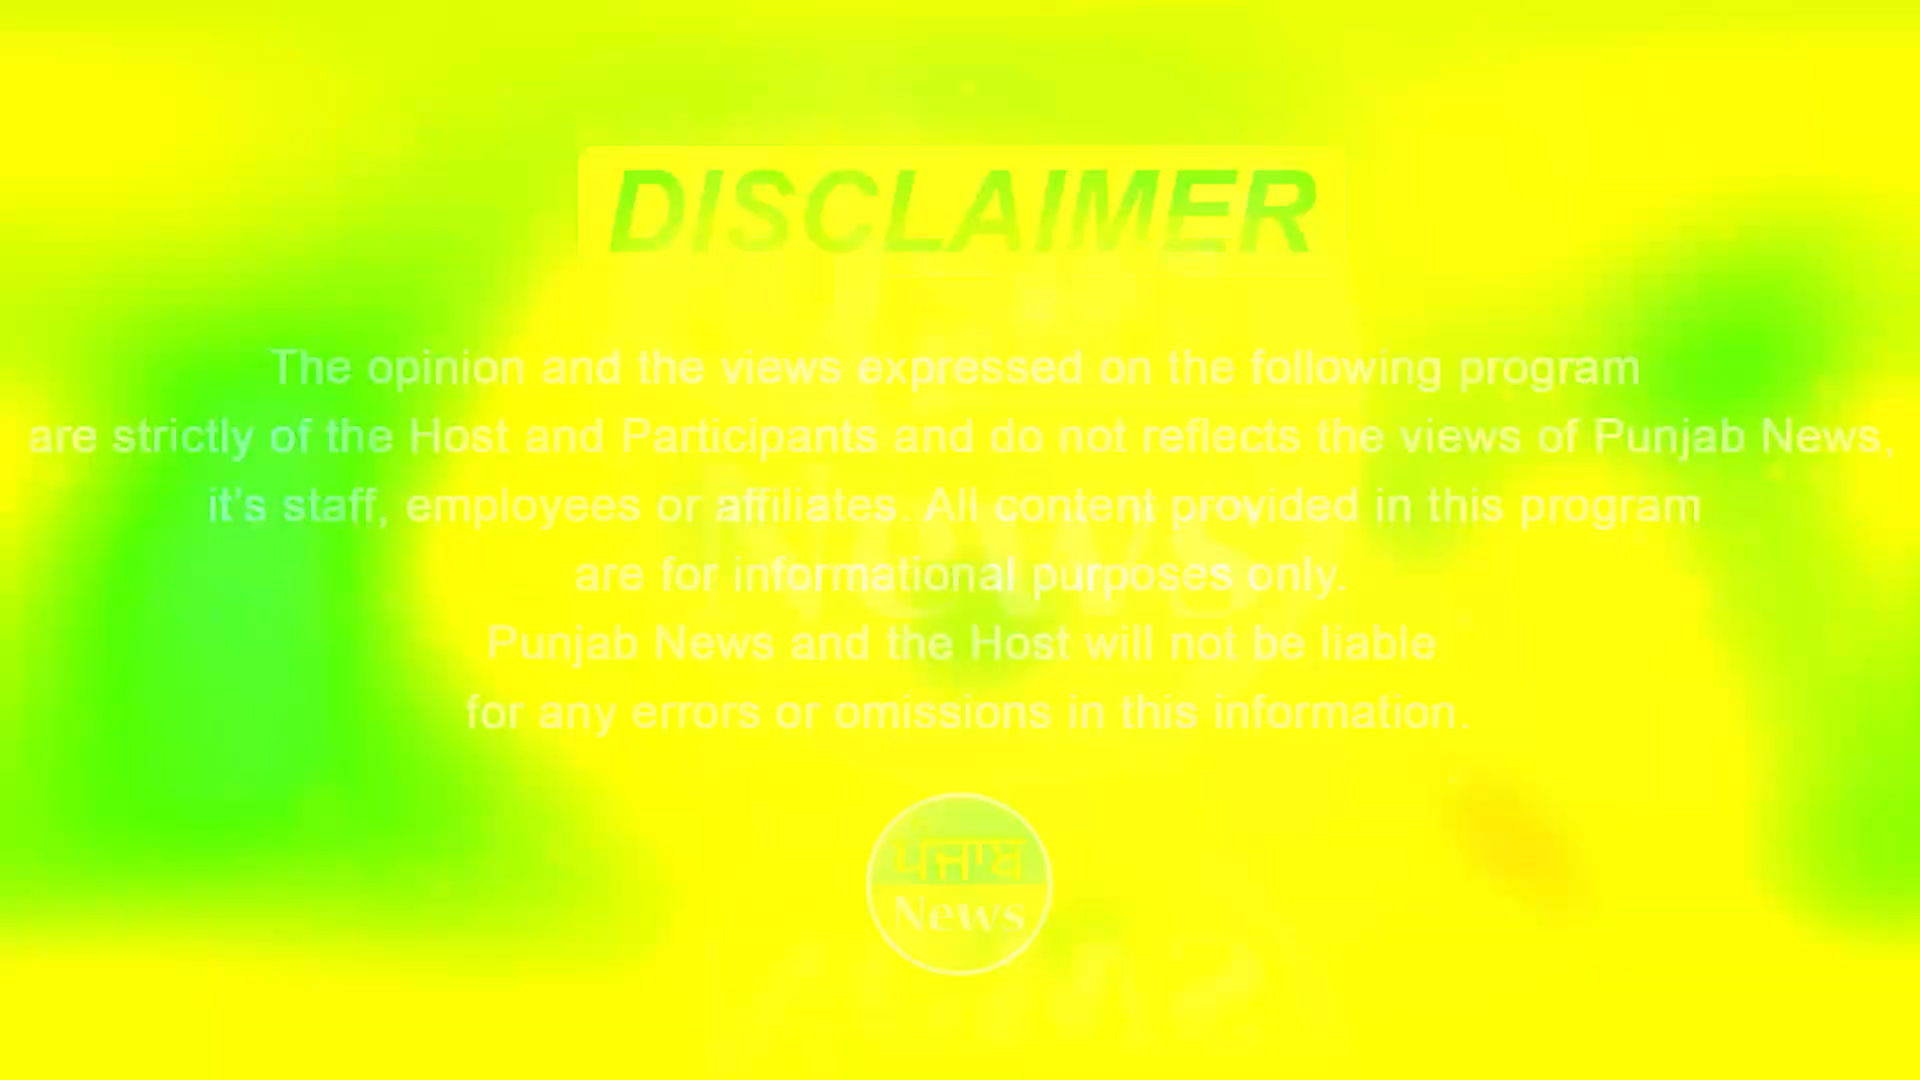 DISCLAIMER
The opinion and the views expressed on the following program
are strictly of the Host and Participants and do not reflects the views of Punjab News,
it's staff, employees or affiliates. All content provided in this program
are for informational purposes only.
Punjab News and the Host will not be liable
for any errors or omissions in this information.
ਪੰਜਾਬ
News
News